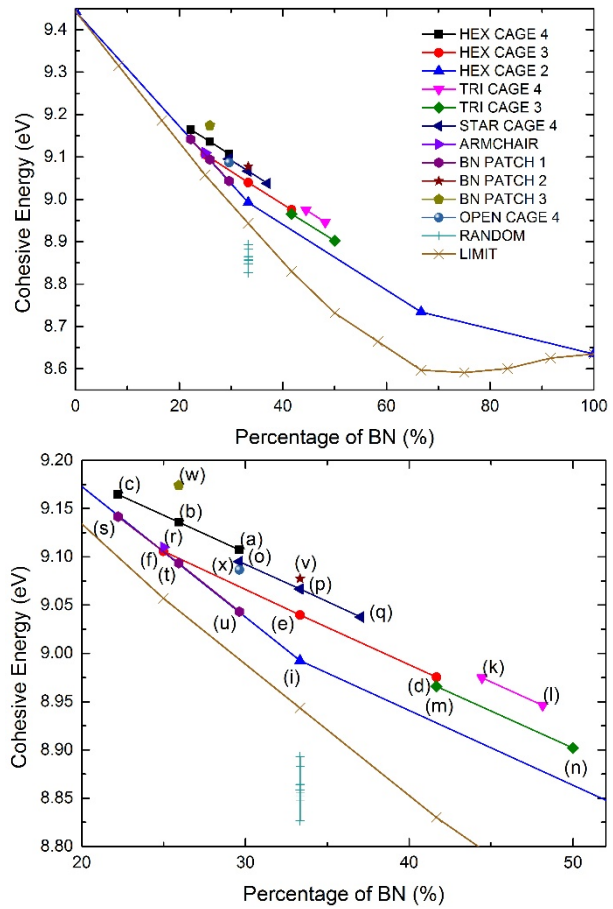 9.4
9.3
9.2
9.1
9.0
8.9
8.8
8.7
8.6
Cohesive Energy (eV)
HEX CAGE 4
HEX CAGE 3
HEX CAGE 2
TRI CAGE 4
TRI CAGE 3
STAR CAGE 4
ARMCHAIR
BN PATCH 1
BN PATCH 2
BN PATCH 3
OPEN CAGE 4
RANDOM
LIMIT
0 20 40 60 80 100
Percentage of BN (%)
9.20
9.15
9.10
9.05
9.00
8.95
8.90
8.85
8.80
Cohesive Energy (eV)
(w)
(c)
(b)
(s)
(r)
(a)
(o)
(f)
(x)
(v)
(t)
(p)
(q)
(u)
(e)
(i)
(k)
(d)
(l)
(m)
(n)
20 30 40 50
Percentage of BN (%)